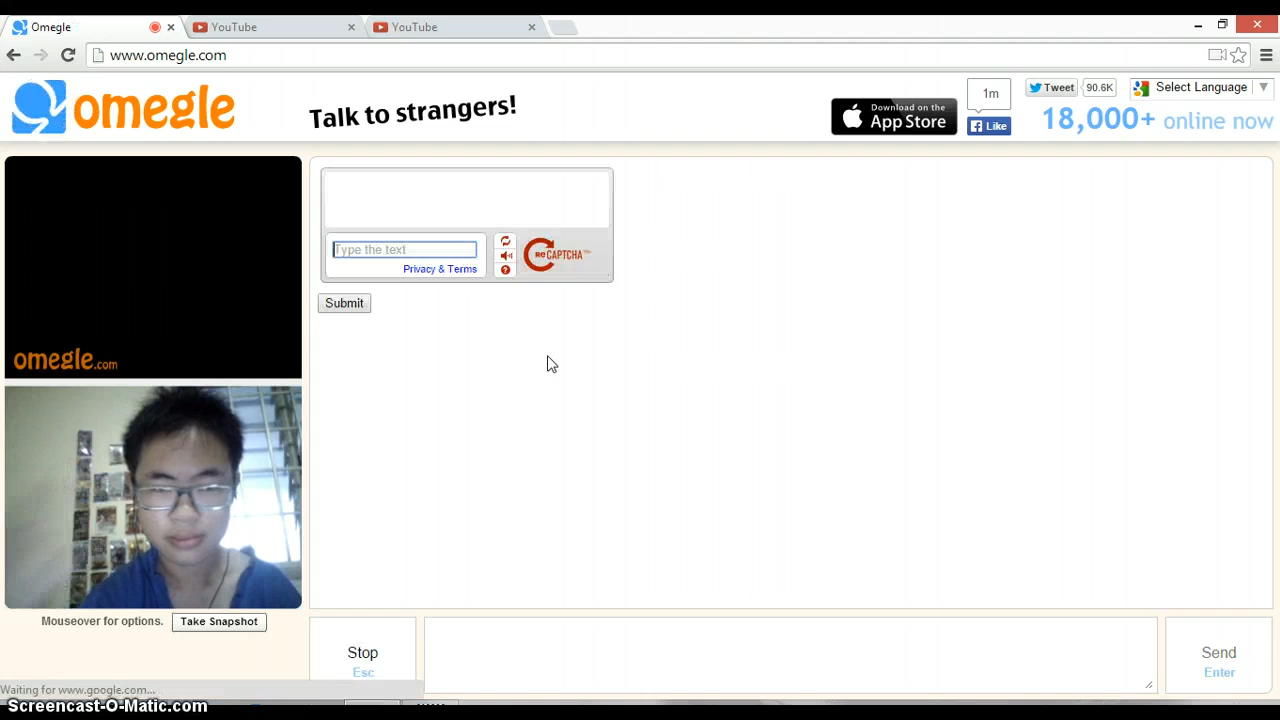 Omegle
YouTube
YouTube
www.omegle.com
omegle
Talk to strangers!
Download on the
App Store
1m
Like
Tweet
90.6K
Select Language
18,000+ online now
Type the text
Privacy & Terms
reCAPTCHA
Submit
omegle.com
Mouseover for options.
Take Snapshot
Stop
Esc
Send
Enter
Waiting for www.google.com...
Screencast-O-Matic.com